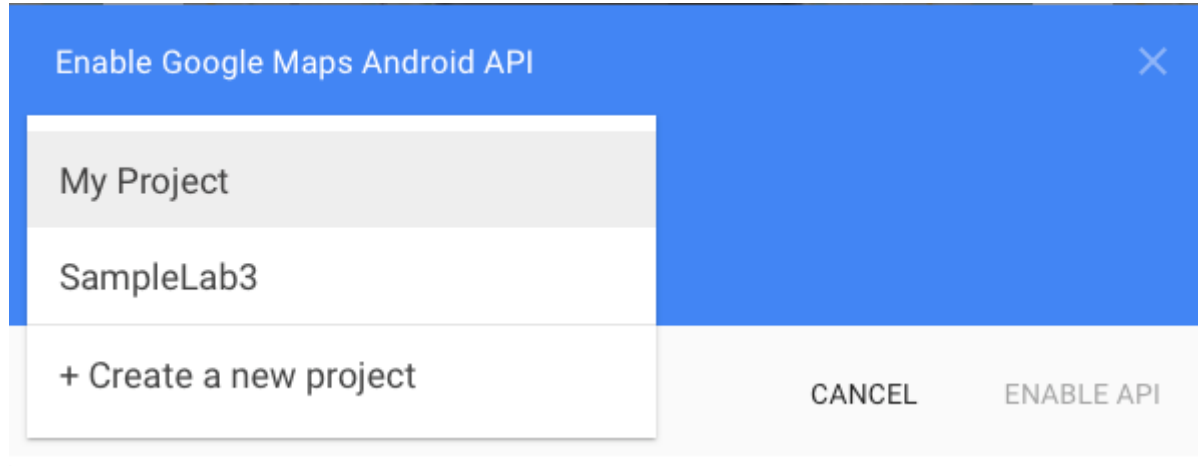 Enable Google Maps Android API
My Project
SampleLab3
+ Create a new project
CANCEL ENABLE API